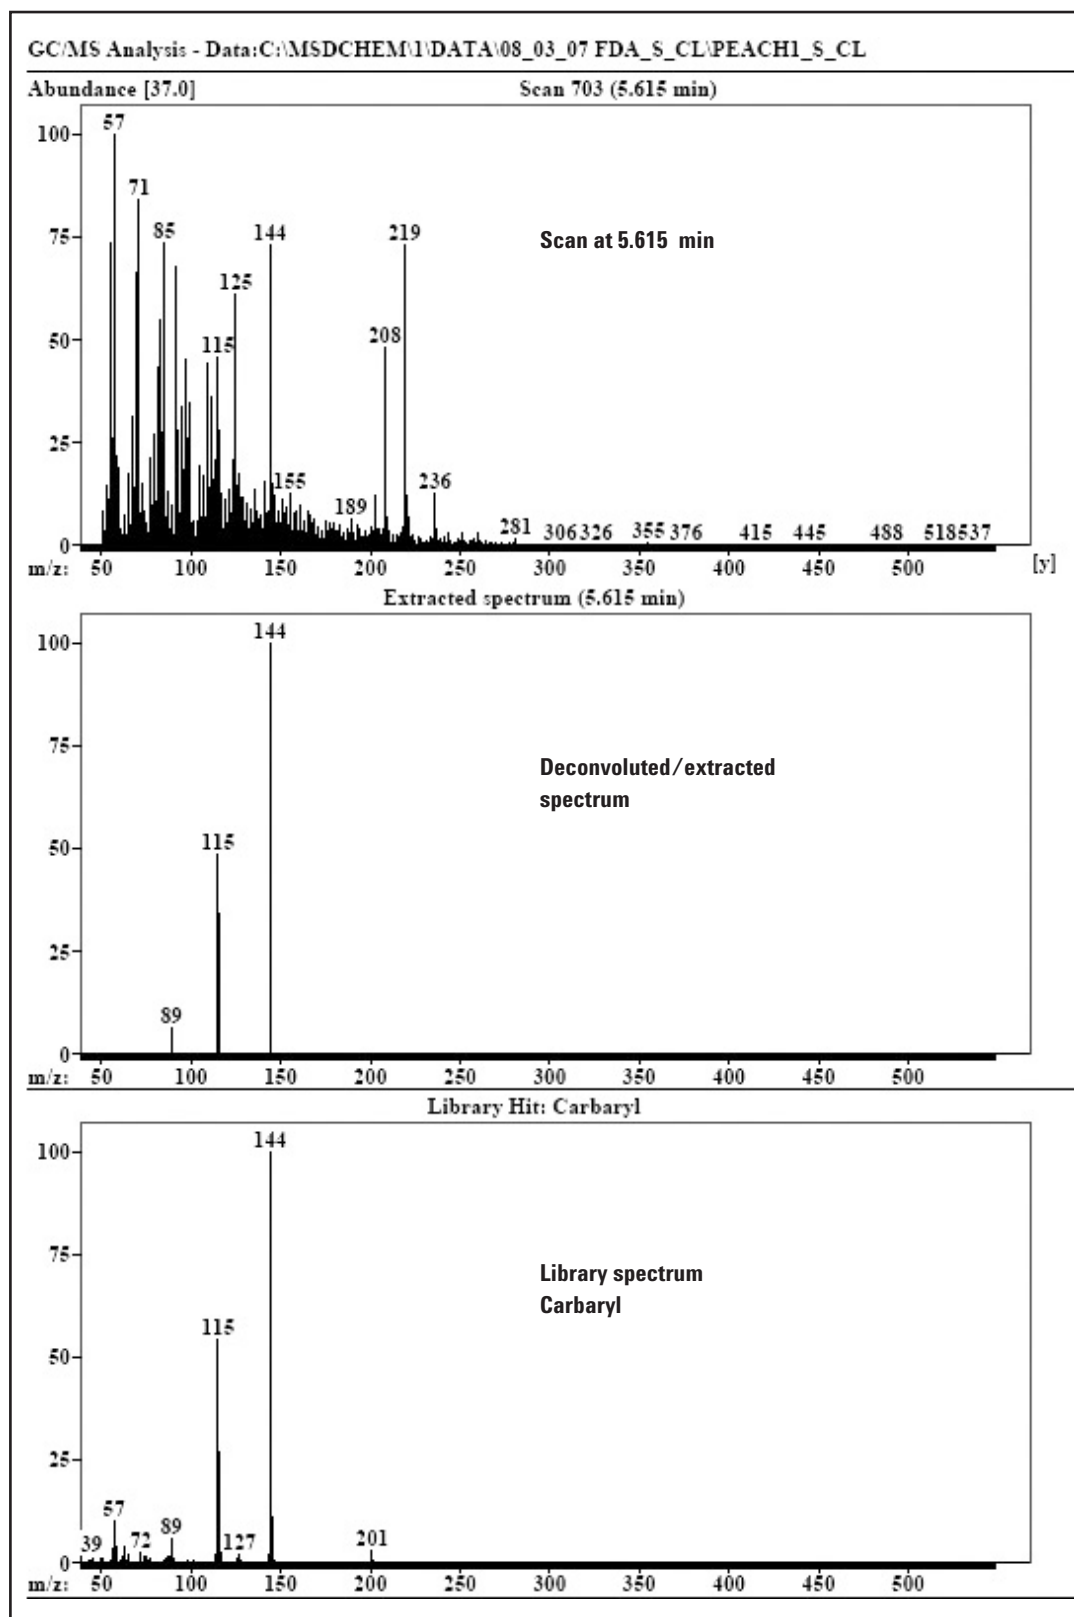 GC/MS Analysis - Data:C:\MSDCHEM\1\DATA\08_03_07 FDA_S_CL\PEACH1_S_CL
Abundance [37.0] Scan 703 (5.615 min)
100
75
50
25
0
57
71
85
115
125
144
155
189
208
219
236
281
306 326 355 376 415 445 488 518 537
Scan at 5.615 min
m/z: 50 100 150 200 250 300 350 400 450 500 [y]
Extracted spectrum (5.615 min)
100
75
50
25
0
89
115
144
Deconvoluted/extracted
spectrum
m/z: 50 100 150 200 250 300 350 400 450 500
Library Hit: Carbaryl
100
75
50
25
0
39
57
72
89
115
127
144
201
Library spectrum
Carbaryl
m/z: 50 100 150 200 250 300 350 400 450 500